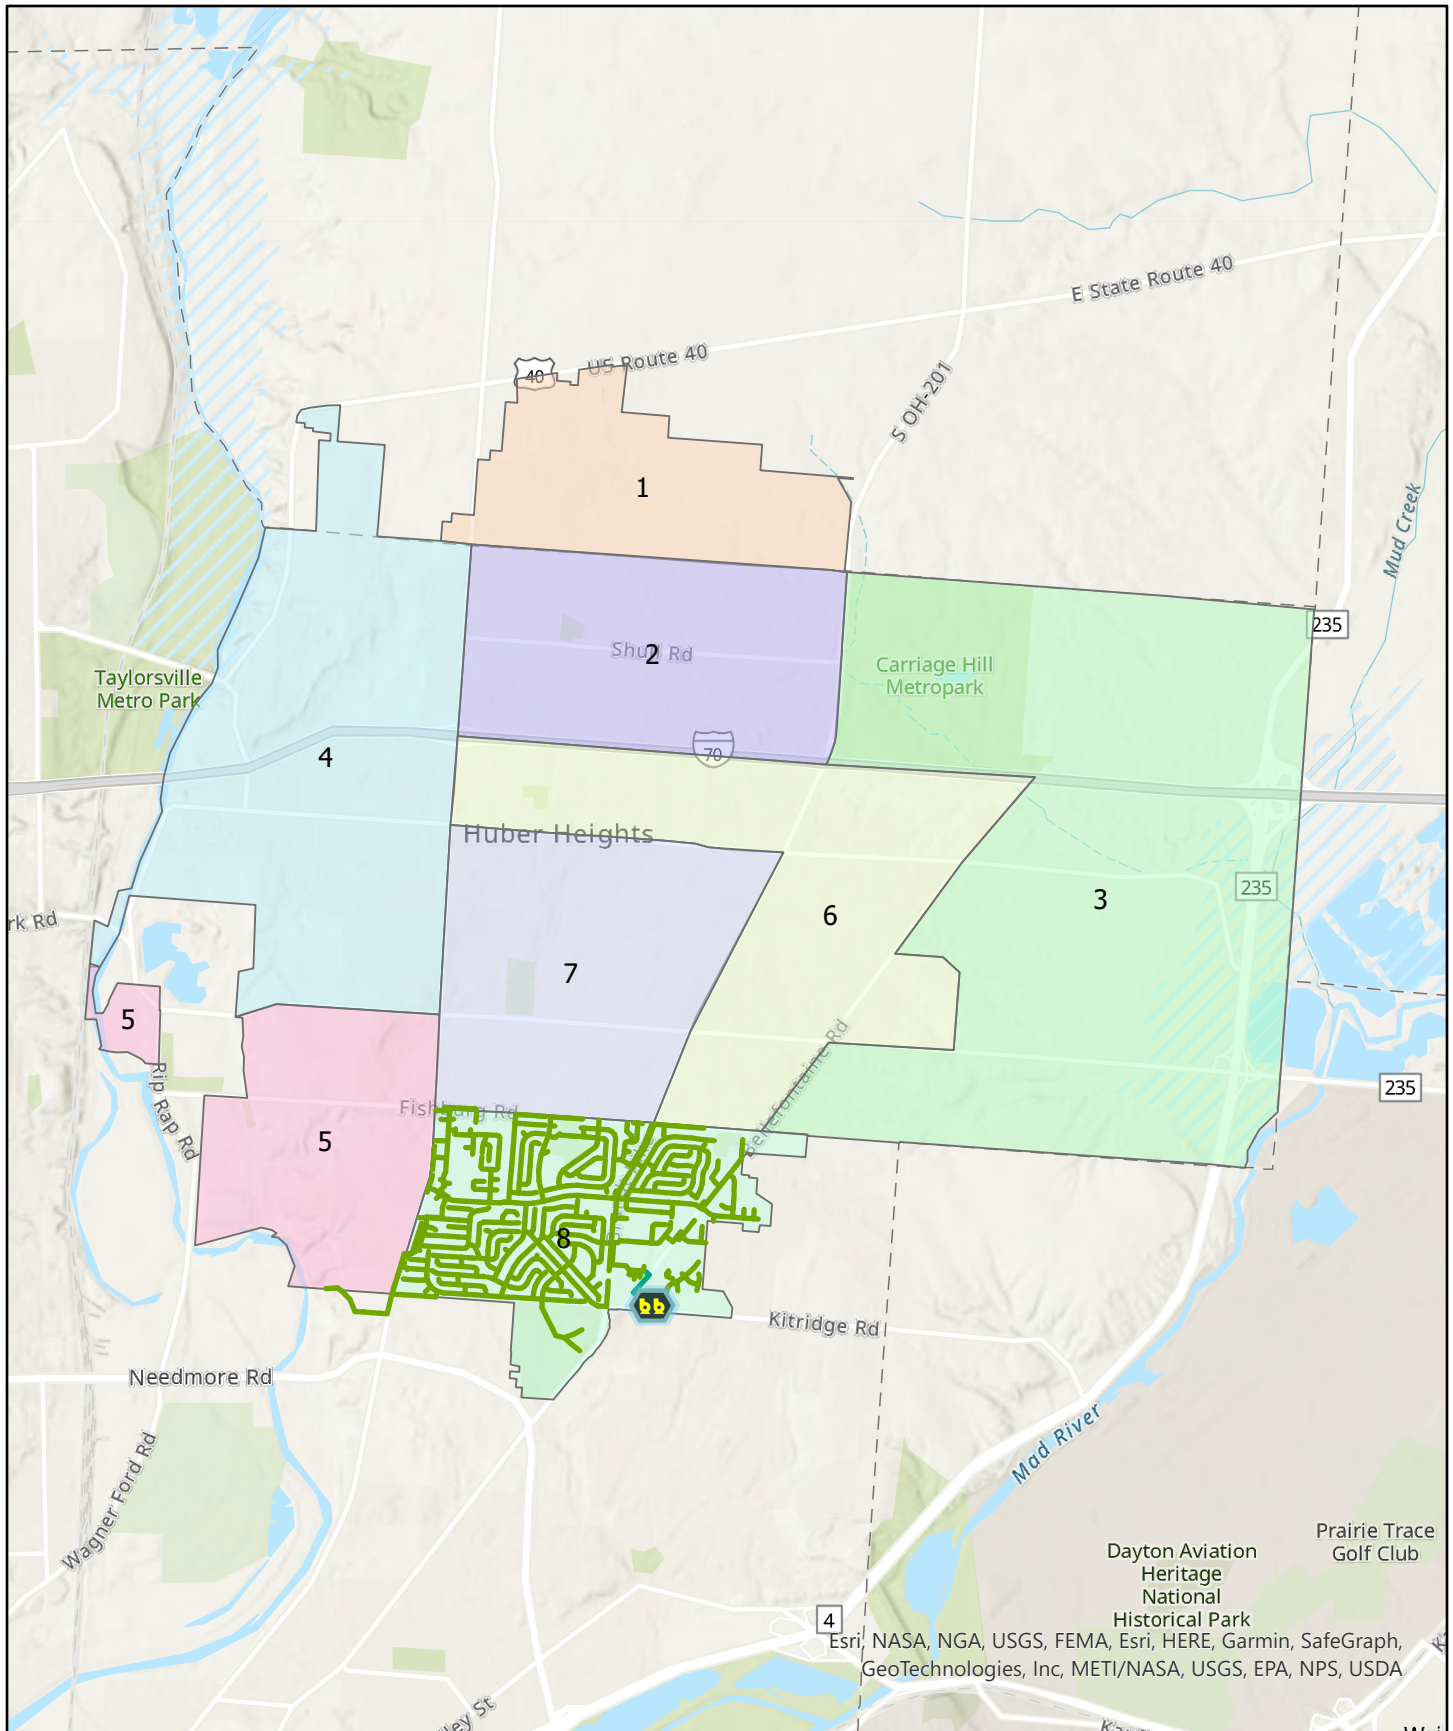 E State Route 40
US Route 40
40
S OH-201
1
Mud Creek
235
Shull Rd
2
Carriage Hill
Metropark
Taylorsville
Metro Park
70
4
Huber Heights
235
3
6
rk Rd
7
5
Rip Rap Rd
Bellefontaine Rd
235
Fishburg Rd
5
8
bb
Kitridge Rd
Needmore Rd
Mad River
Wagner Ford Rd
Prairie Trace
Golf Club
Dayton Aviation
Heritage
National
Historical Park
4
Esri, NASA, NGA, USGS, FEMA, Esri, HERE, Garmin, SafeGraph,
GeoTechnologies, Inc, METI/NASA, USGS, EPA, NPS, USDA
ley St